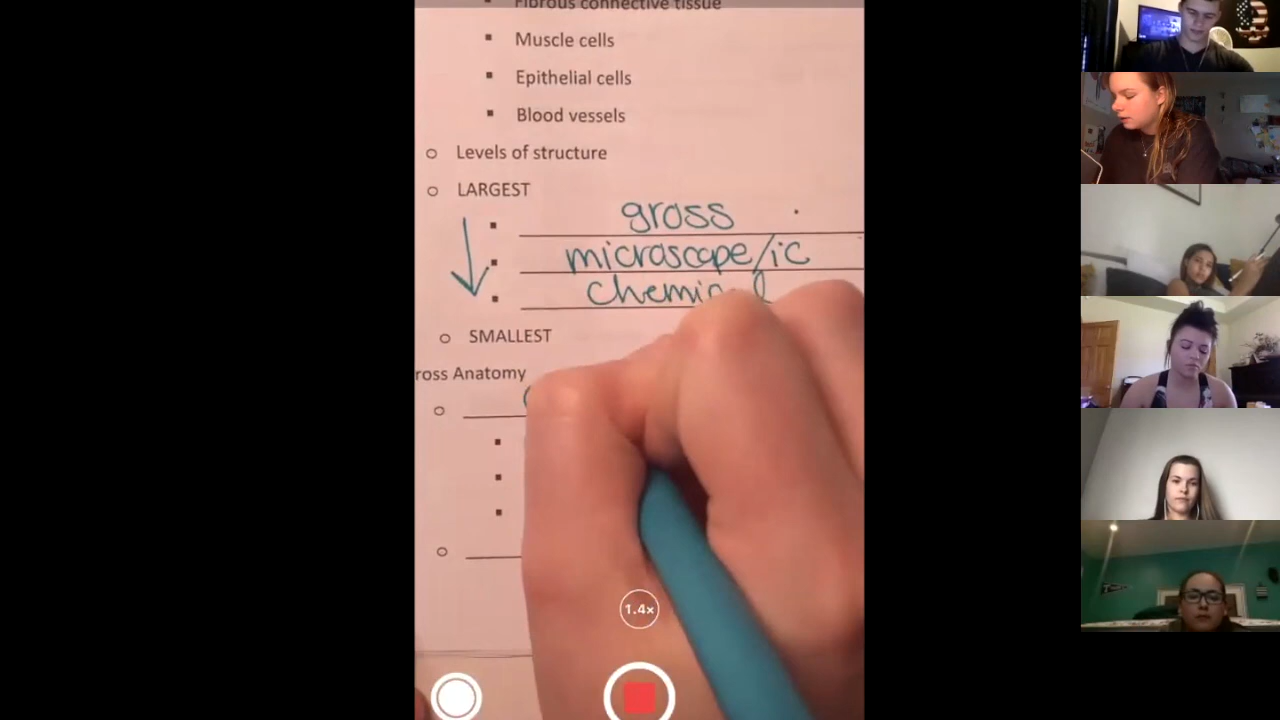 Fibrous connective tissue
Muscle cells
Epithelial cells
Blood vessels
Levels of structure
LARGEST
gross
microscope/ic
chemical
SMALLEST
ross Anatomy
1.4x